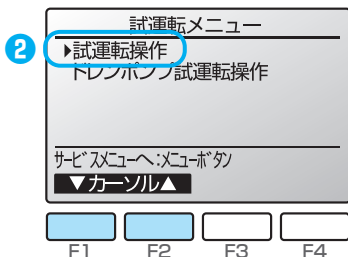 試運転メニュー
2
▶試運転操作
ドレンポンプ試運転操作
サービスメニューへ:メニューボタン
▼カーソル▲
F1 F2 F3 F4